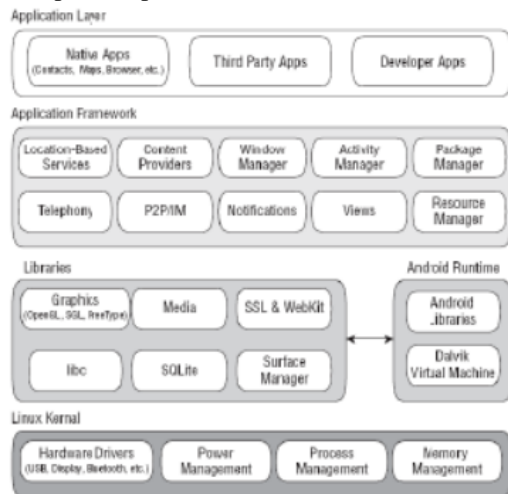 Application Layer
Native Apps
(Contacts, Maps, Browser, etc.)
Third Party Apps
Developer Apps
Application Framework
Location-Based
Services
Content
Providers
Window
Manager
Activity
Manager
Package
Manager
Telephony
P2P/IM
Notifications
Views
Resource
Manager
Libraries
Graphics
(OpenGL, SGL, FreeType)
Media
SSL & WebKit
libc
SQLite
Surface
Manager
Android Runtime
Android
Libraries
Dalvik
Virtual Machine
Linux Kernel
Hardware Drivers
(USB, Display, Bluetooth, etc.)
Power
Management
Process
Management
Memory
Management